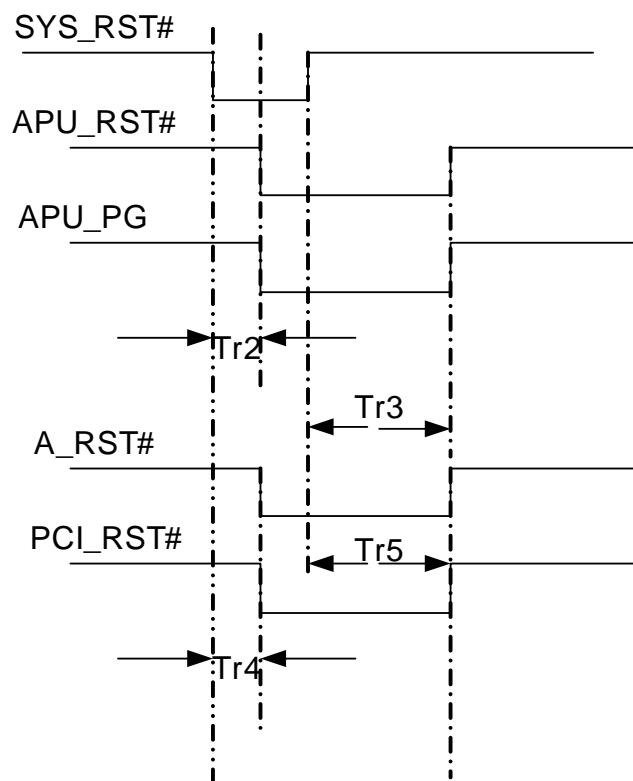 SYS_RST#
APU_RST#
APU_PG
Tr2
Tr3
A_RST#
PCI_RST#
Tr5
Tr4